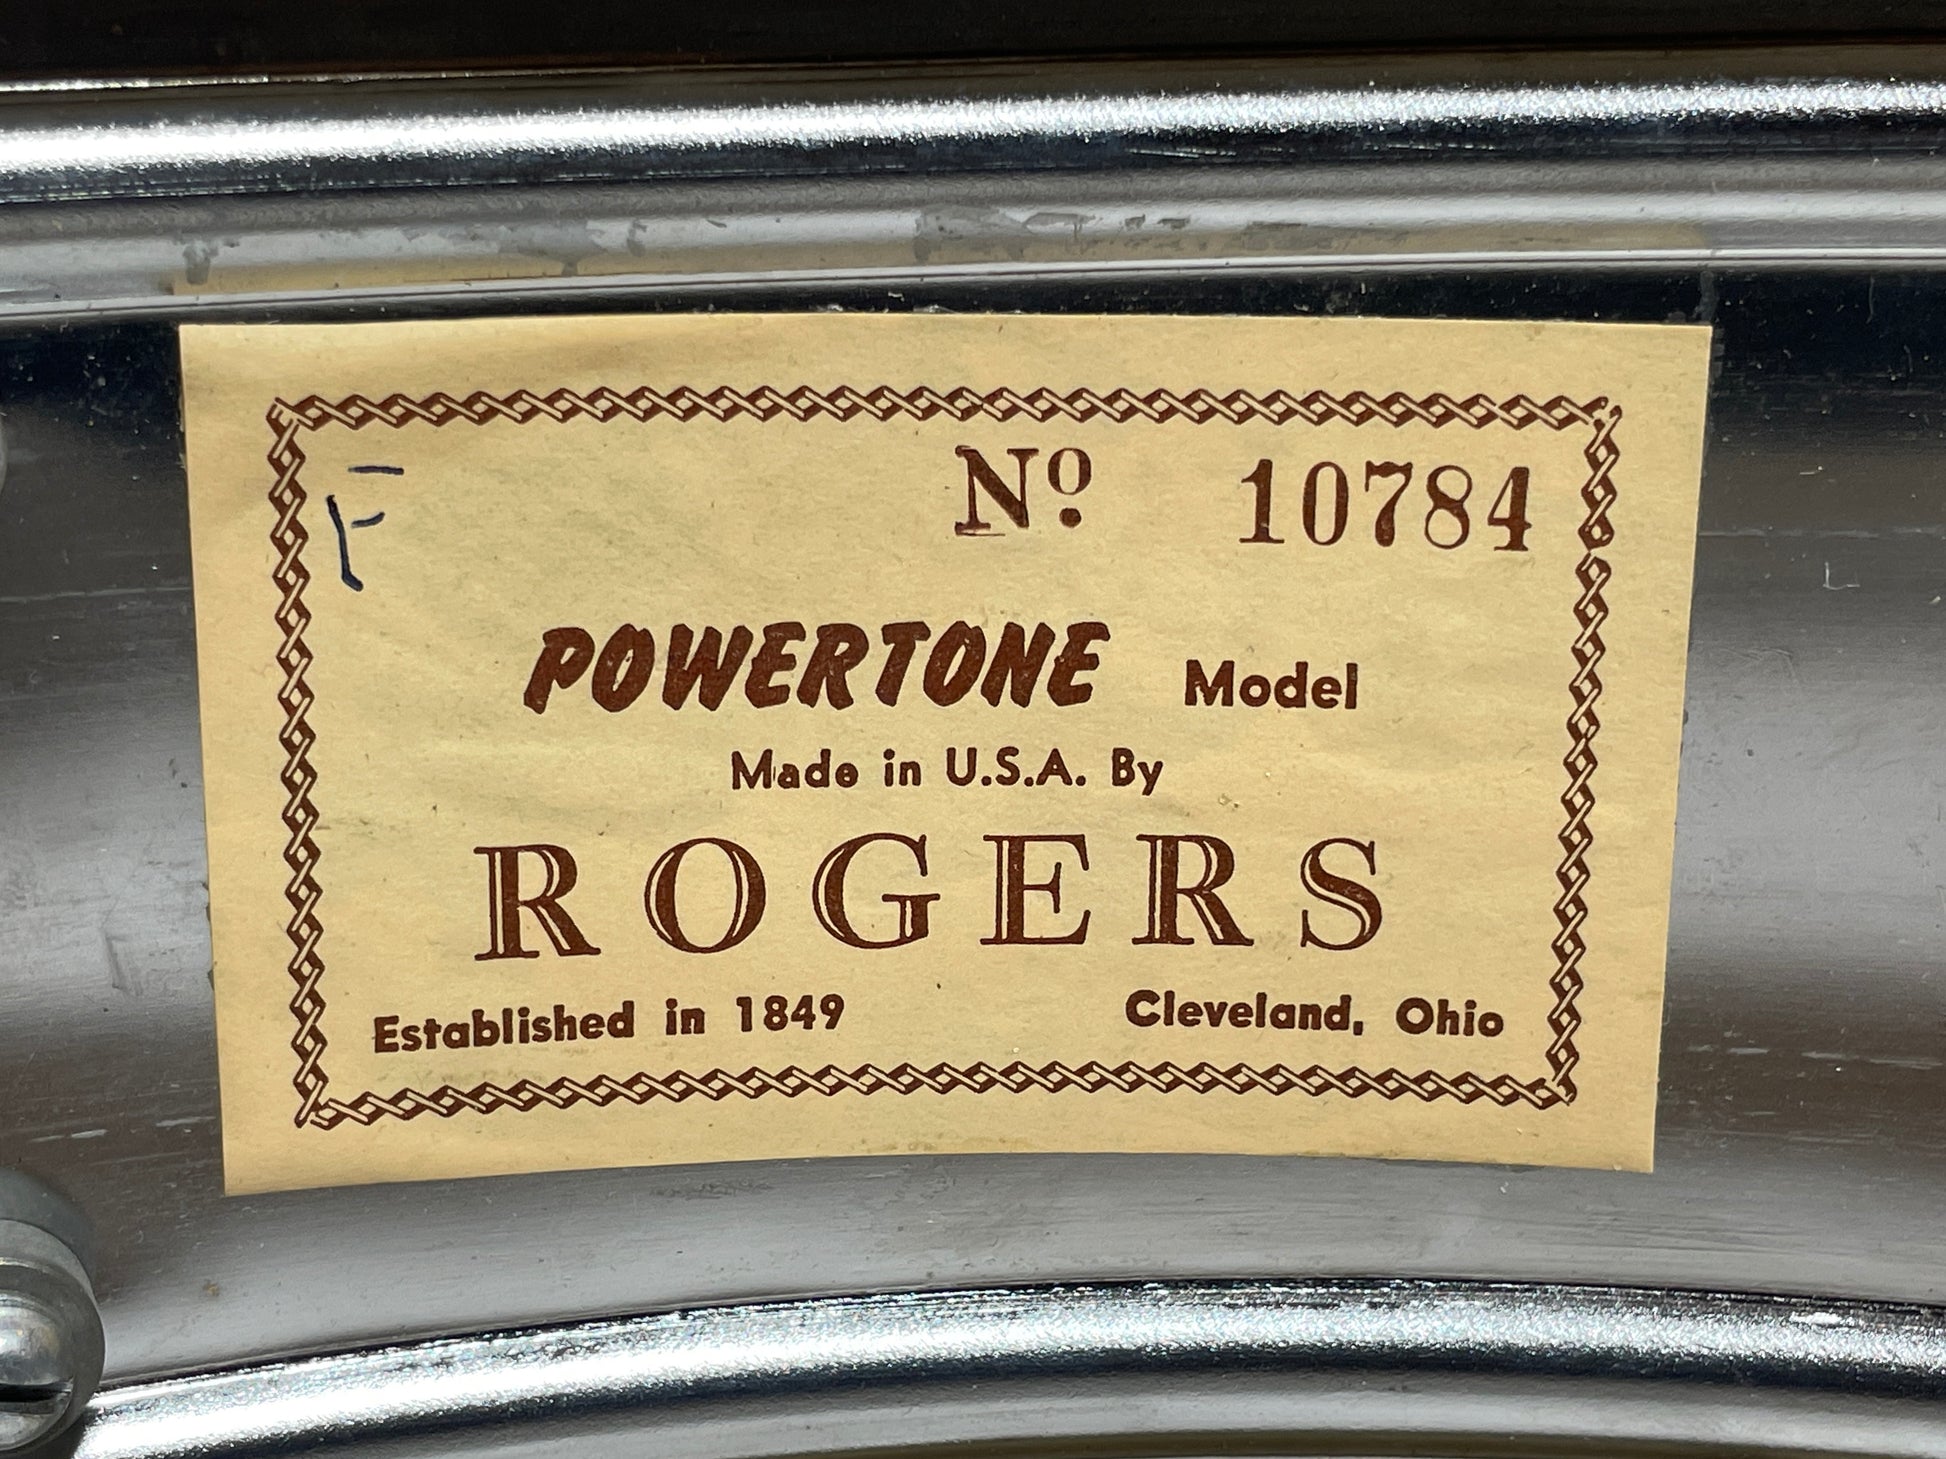 F
Nº 10784
POWERTONE Model
Made in U.S.A. By
ROGERS
Established in 1849 Cleveland, Ohio